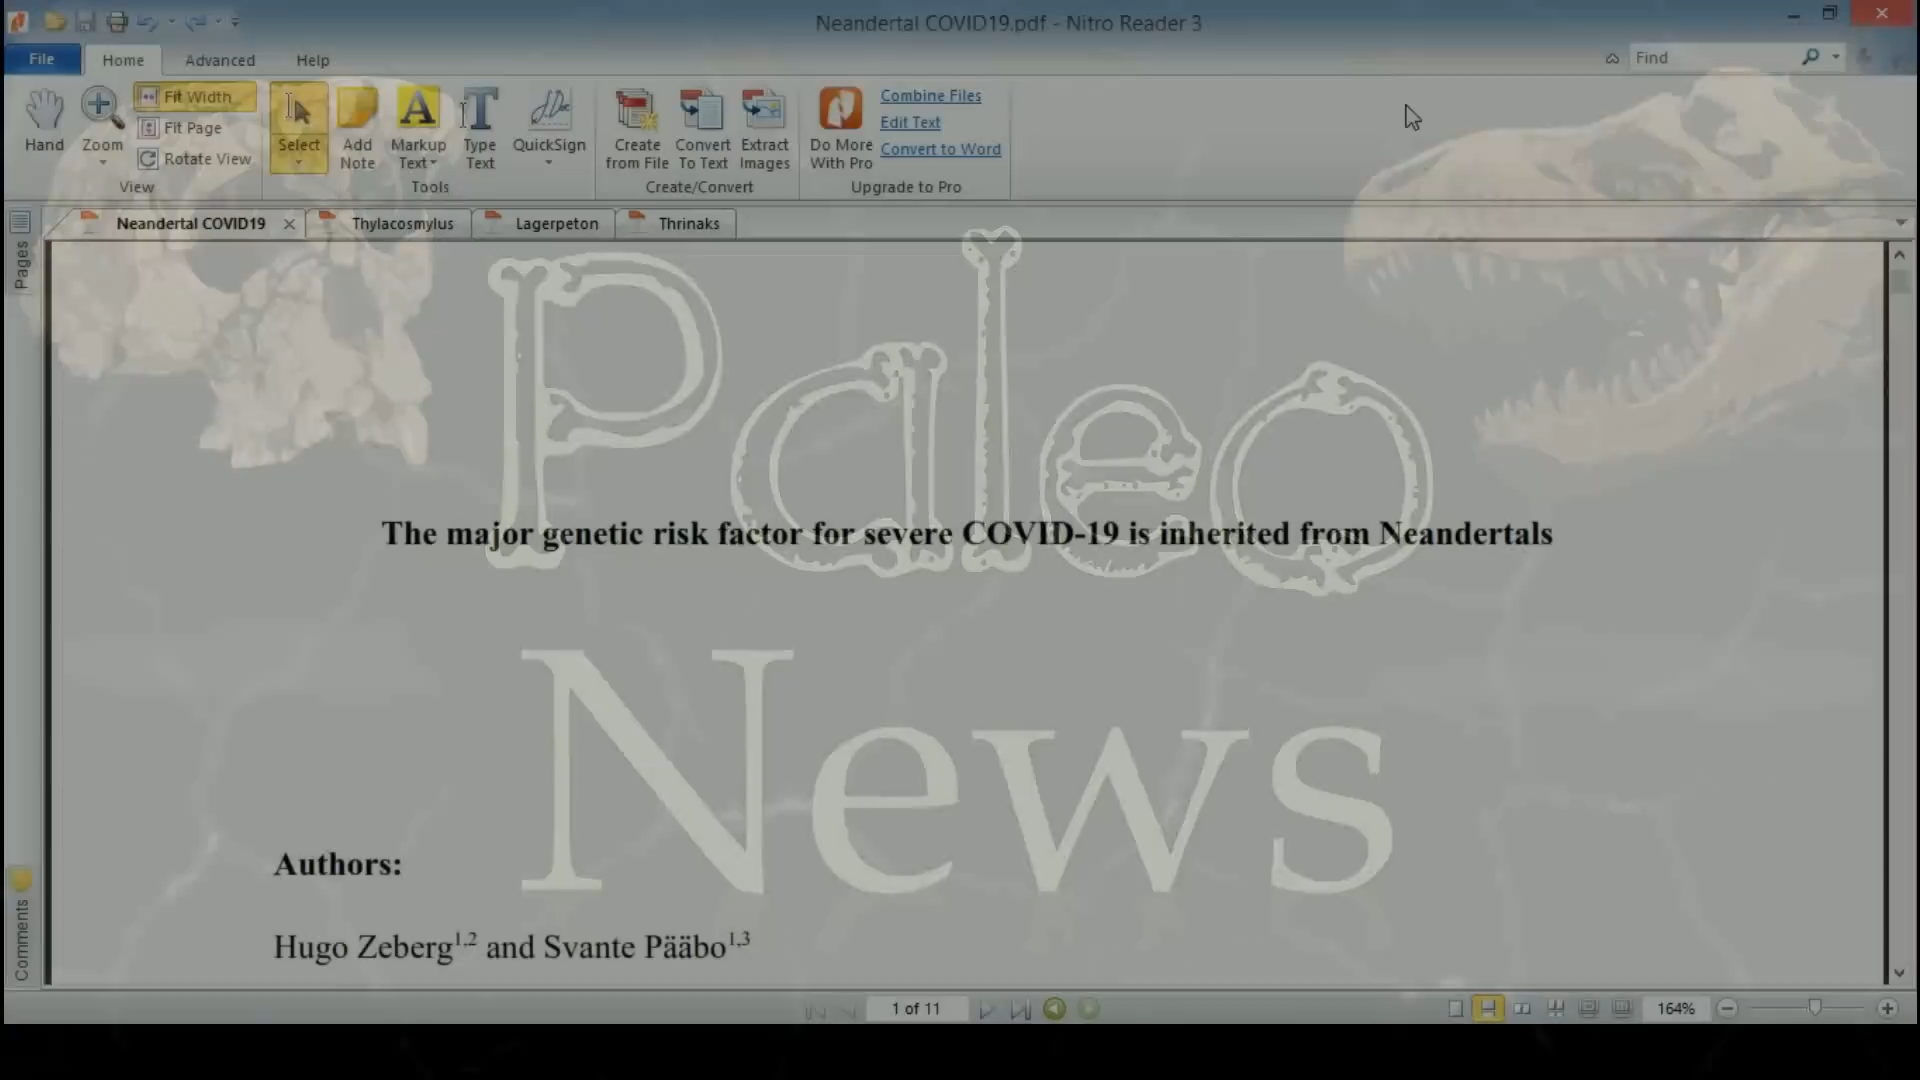 Neandertal COVID19.pdf - Nitro Reader 3
File
Home
Advanced
Help
Find
Hand
Zoom
Fit Width
Fit Page
Rotate View
View
Select
Add Note
Markup Text
Type Text
QuickSign
Tools
Create from File
Convert To Text
Extract Images
Create/Convert
Do More With Pro
Combine Files
Edit Text
Convert to Word
Upgrade to Pro
Pages
Neandertal COVID19
Thylacosmylus
Lagerpeton
Thrinaks
Paleo
The major genetic risk factor for severe COVID-19 is inherited from Neandertals
News
Authors:
Hugo Zeberg1,2 and Svante Pääbo1,3
Comments
1 of 11
164%